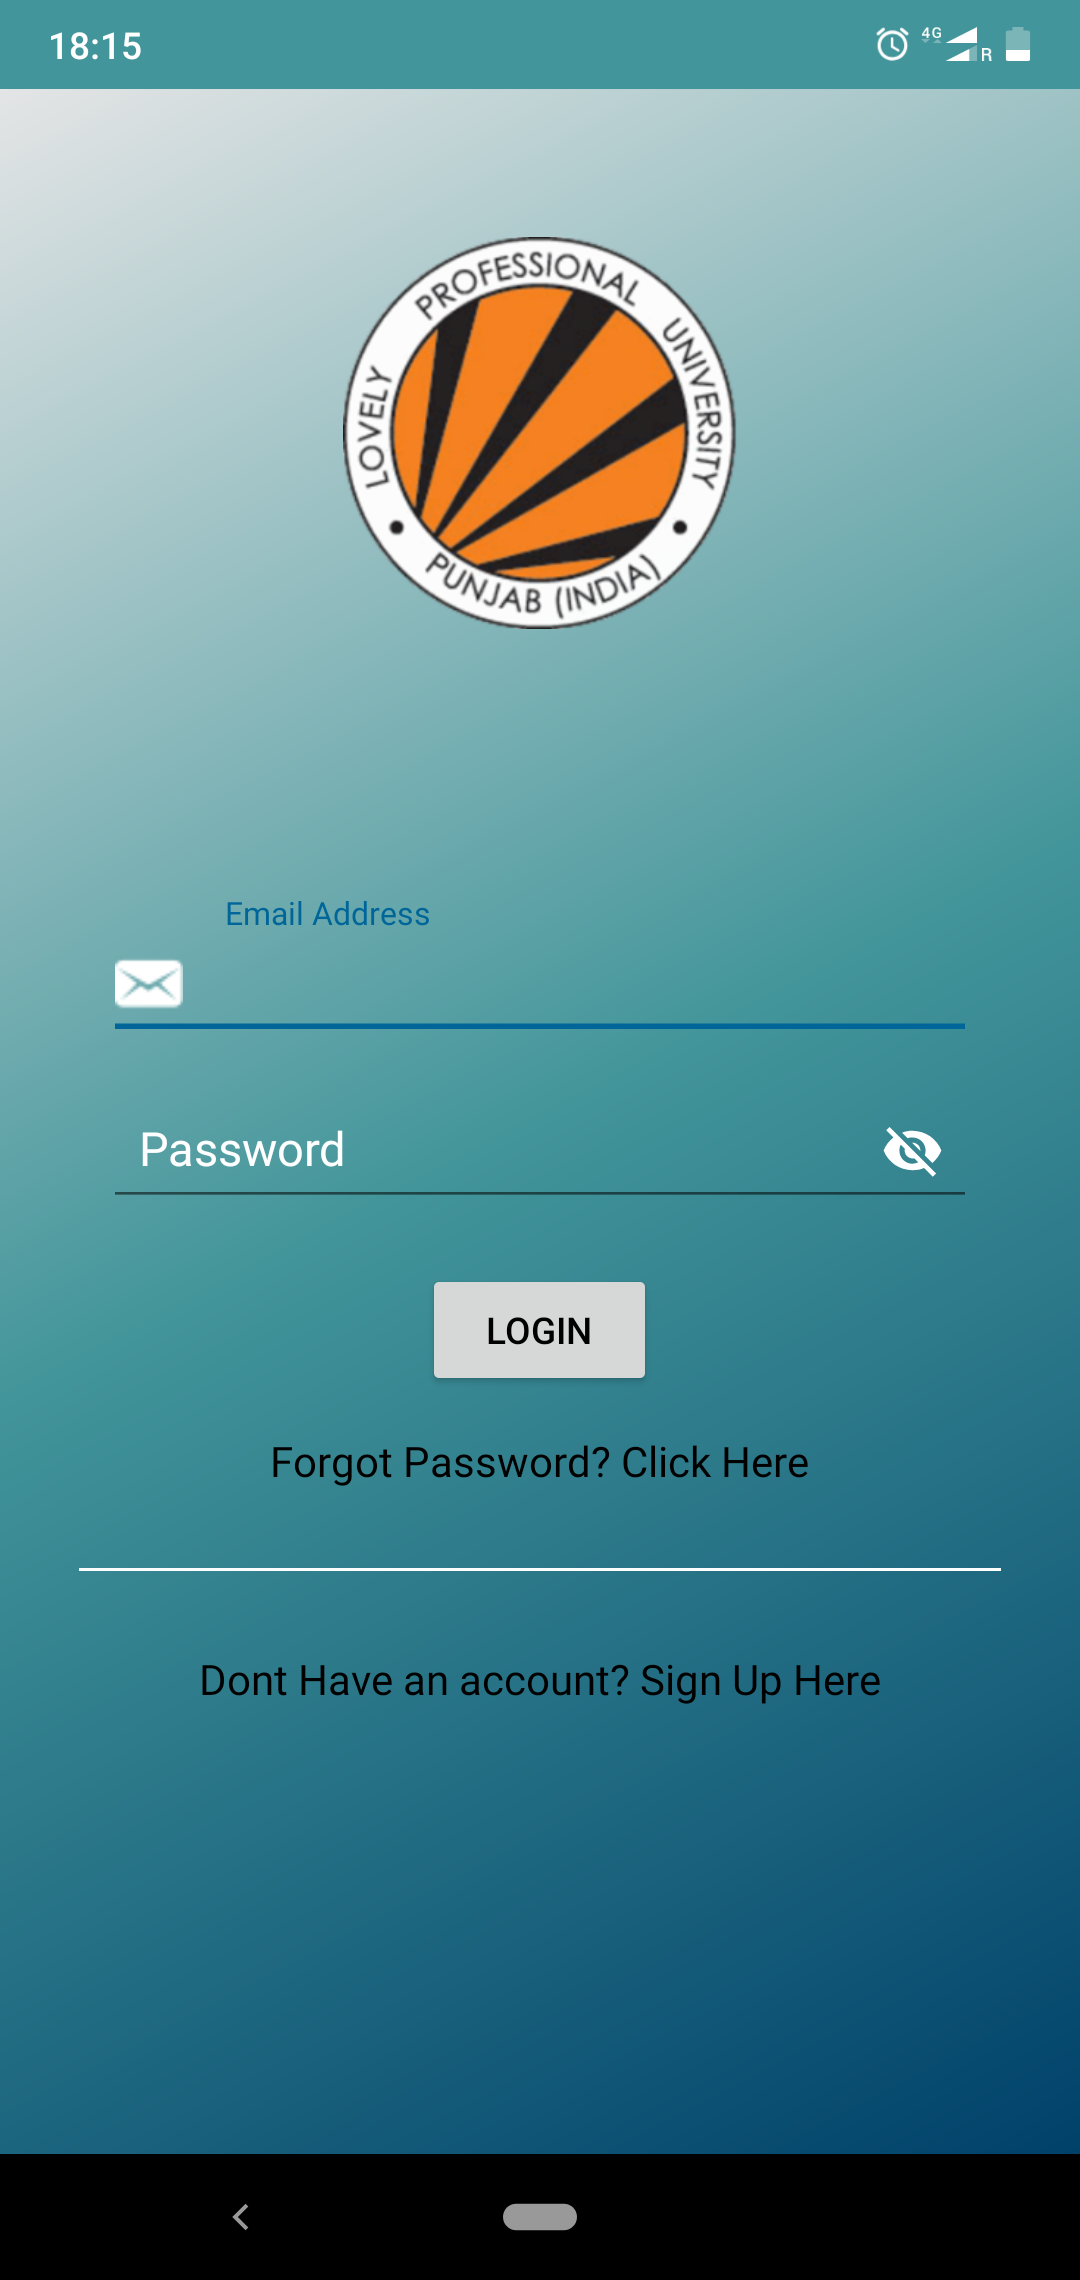 18:15
4G
R
LOVELY PROFESSIONAL UNIVERSITY
PUNJAB (INDIA)
Email Address
Password
LOGIN
Forgot Password? Click Here
Dont Have an account? Sign Up Here